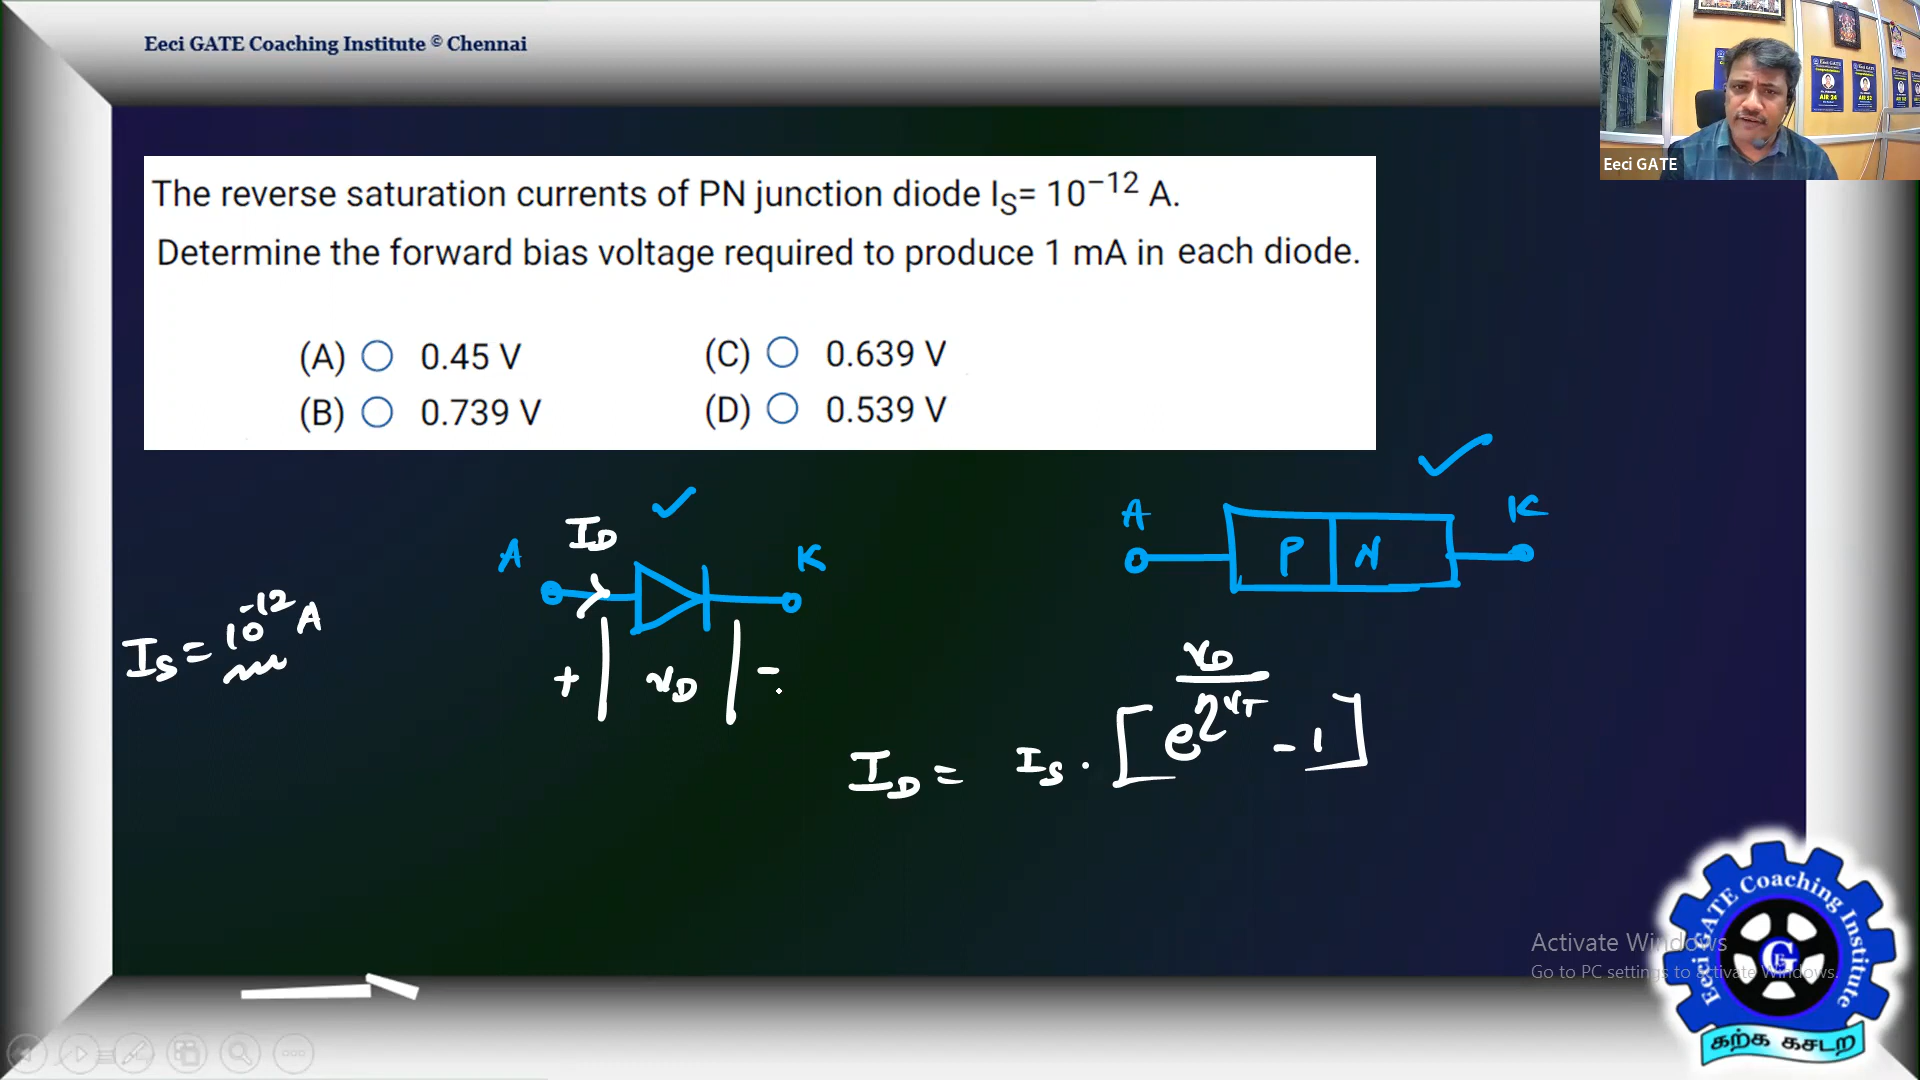 Eeci GATE Coaching Institute © Chennai
Eeci GATE
The reverse saturation currents of PN junction diode I_S= 10^−12 A.
Determine the forward bias voltage required to produce 1 mA in each diode.
(A) 0.45 V
(B) 0.739 V
(C) 0.639 V
(D) 0.539 V
I_D
A
K
A
P N
K
I_S = 10^-12 A
+ V_D -
I_D = I_S . [e^(V_D/ηV_T) - 1]
Activate Windows
Go to PC settings to activate Windows.
Eeci GATE Coaching Institute
G
கற்க கசடற